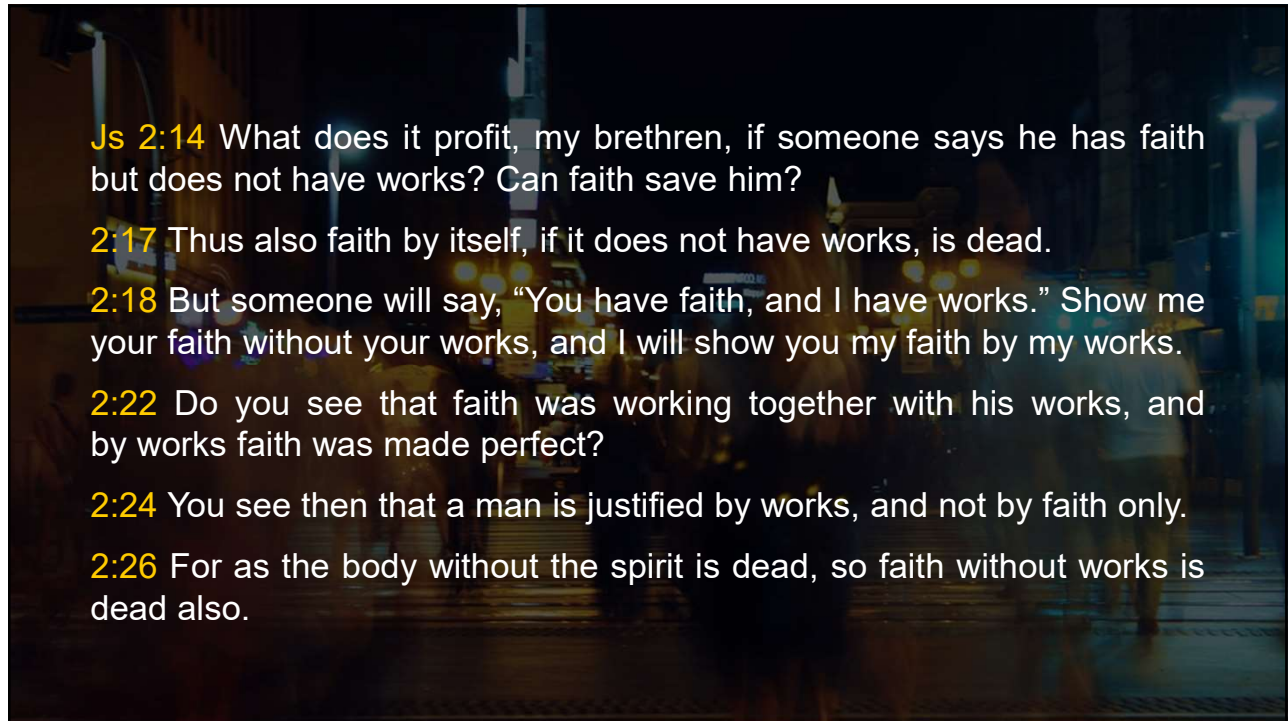 Js 2:14 What does it profit, my brethren, if someone says he has faith
but does not have works? Can faith save him?
2:17 Thus also faith by itself, if it does not have works, is dead.
2:18 But someone will say, “You have faith, and I have works.” Show me
your faith without your works, and I will show you my faith by my works.
2:22 Do you see that faith was working together with his works, and
by works faith was made perfect?
2:24 You see then that a man is justified by works, and not by faith only.
2:26 For as the body without the spirit is dead, so faith without works is
dead also.